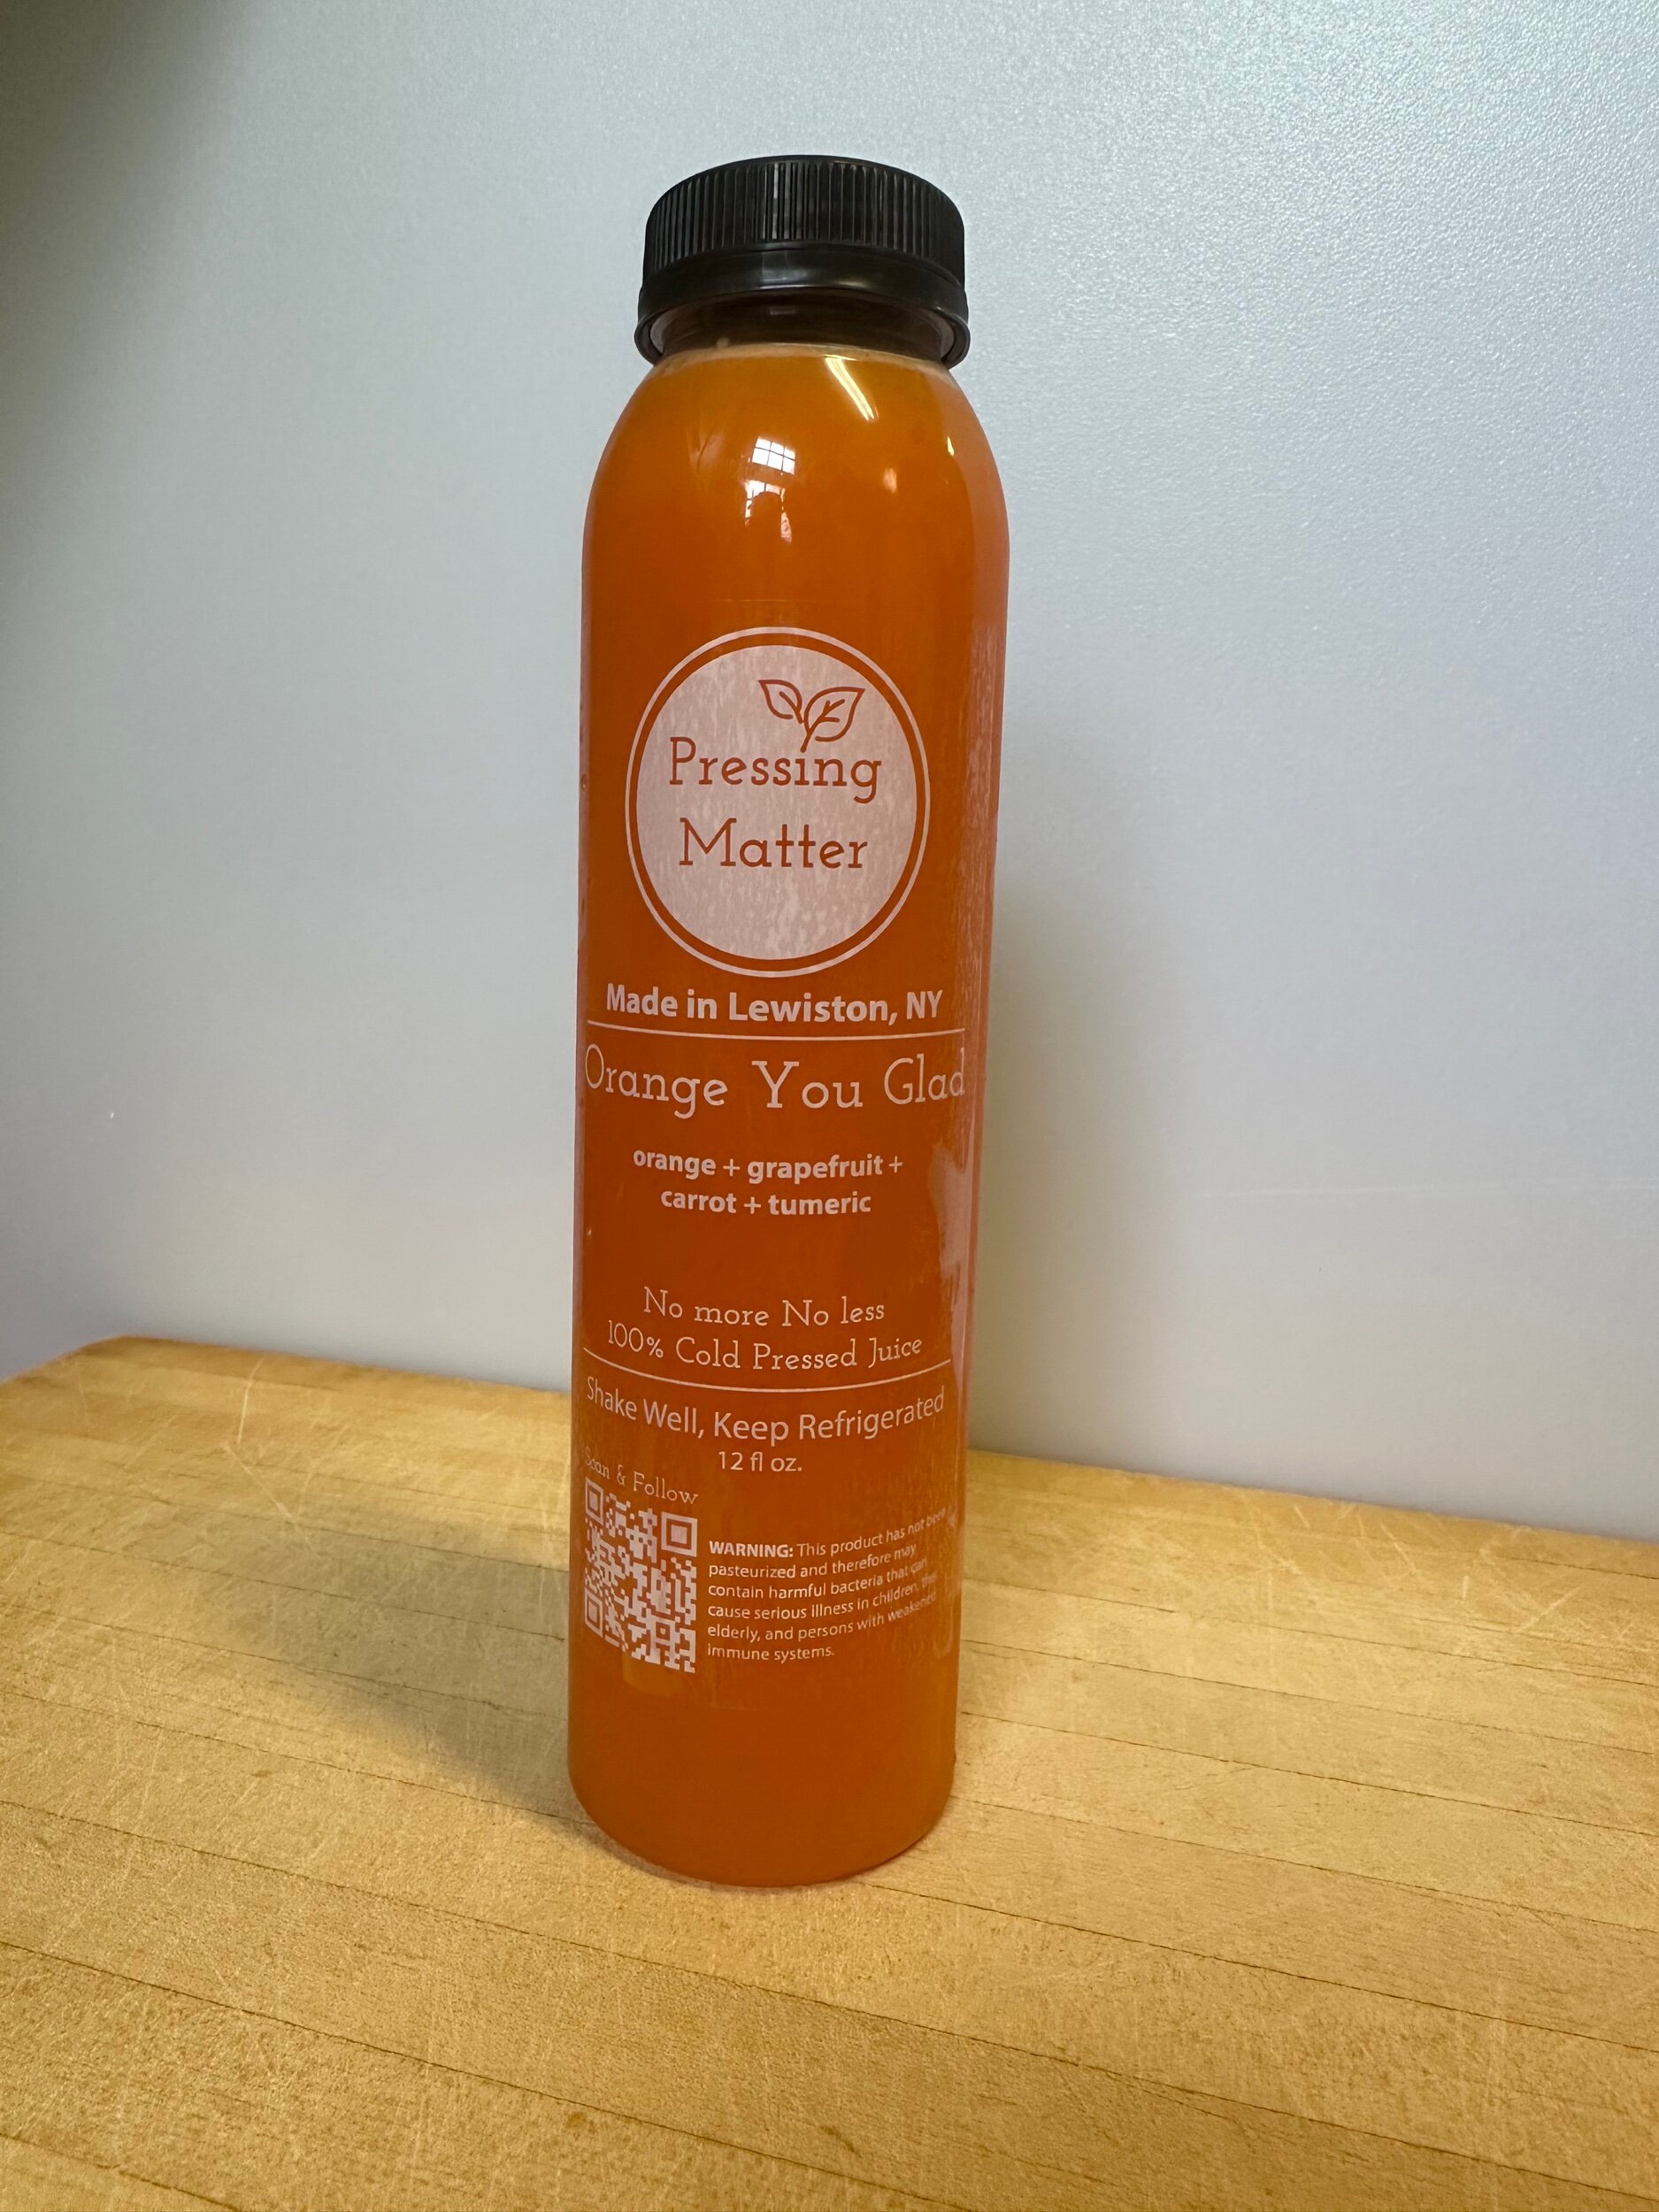 Pressing
Matter
Made in Lewiston, NY
Orange You Glad
orange + grapefruit +
carrot + tumeric
No more No less
100% Cold Pressed Juice
Shake Well, Keep Refrigerated
12 fl oz.
Scan & Follow
WARNING: This product has not been
pasteurized and therefore may
contain harmful bacteria that can
cause serious illness in children, the
elderly, and persons with weakened
immune systems.